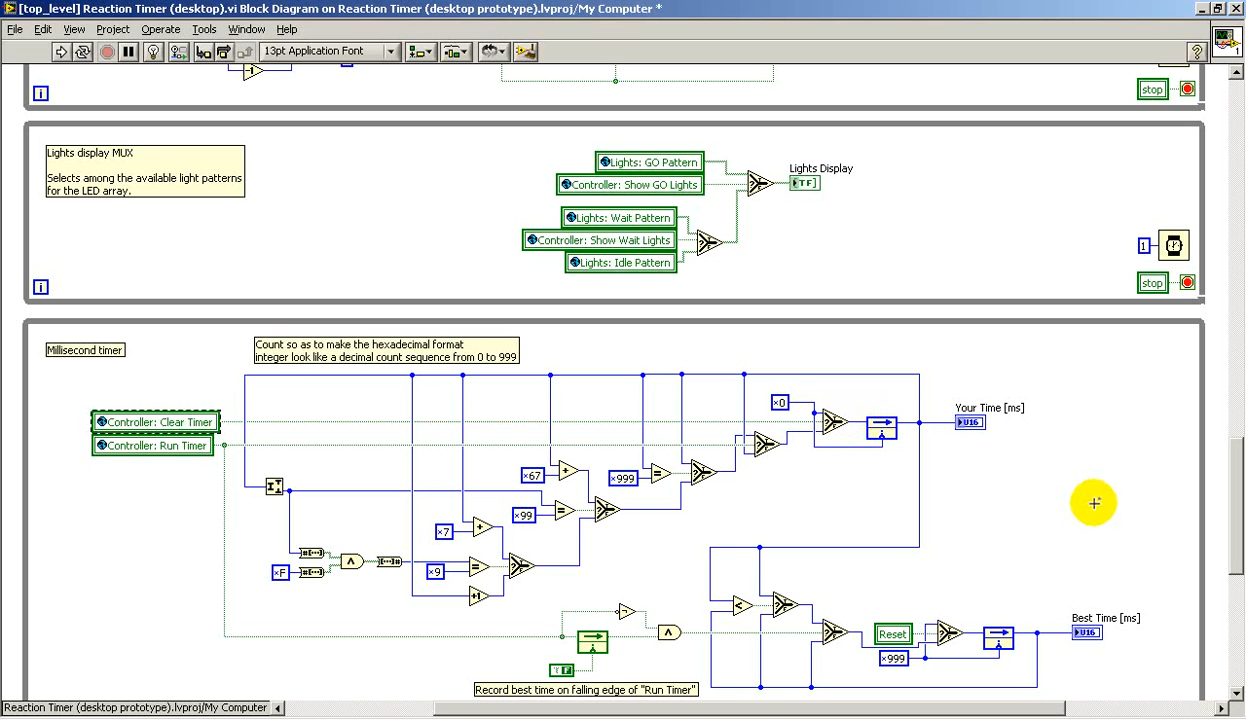 [top_level] Reaction Timer (desktop).vi Block Diagram on Reaction Timer (desktop prototype).lvproj/My Computer *
File Edit View Project Operate Tools Window Help
13pt Application Font
?
1
-1
i
stop
Lights display MUX
Selects among the available light patterns
for the LED array.
Lights: GO Pattern
Controller: Show GO Lights
Lights Display
TF
Lights: Wait Pattern
Controller: Show Wait Lights
Lights: Idle Pattern
1
i
stop
Millisecond timer
Count so as to make the hexadecimal format
integer look like a decimal count sequence from 0 to 999
x0
Your Time [ms]
U16
Controller: Clear Timer
Controller: Run Timer
x67
x999
x99
x7
xF
x9
+1
Best Time [ms]
U16
Reset
x999
F
Record best time on falling edge of "Run Timer"
Reaction Timer (desktop prototype).lvproj/My Computer